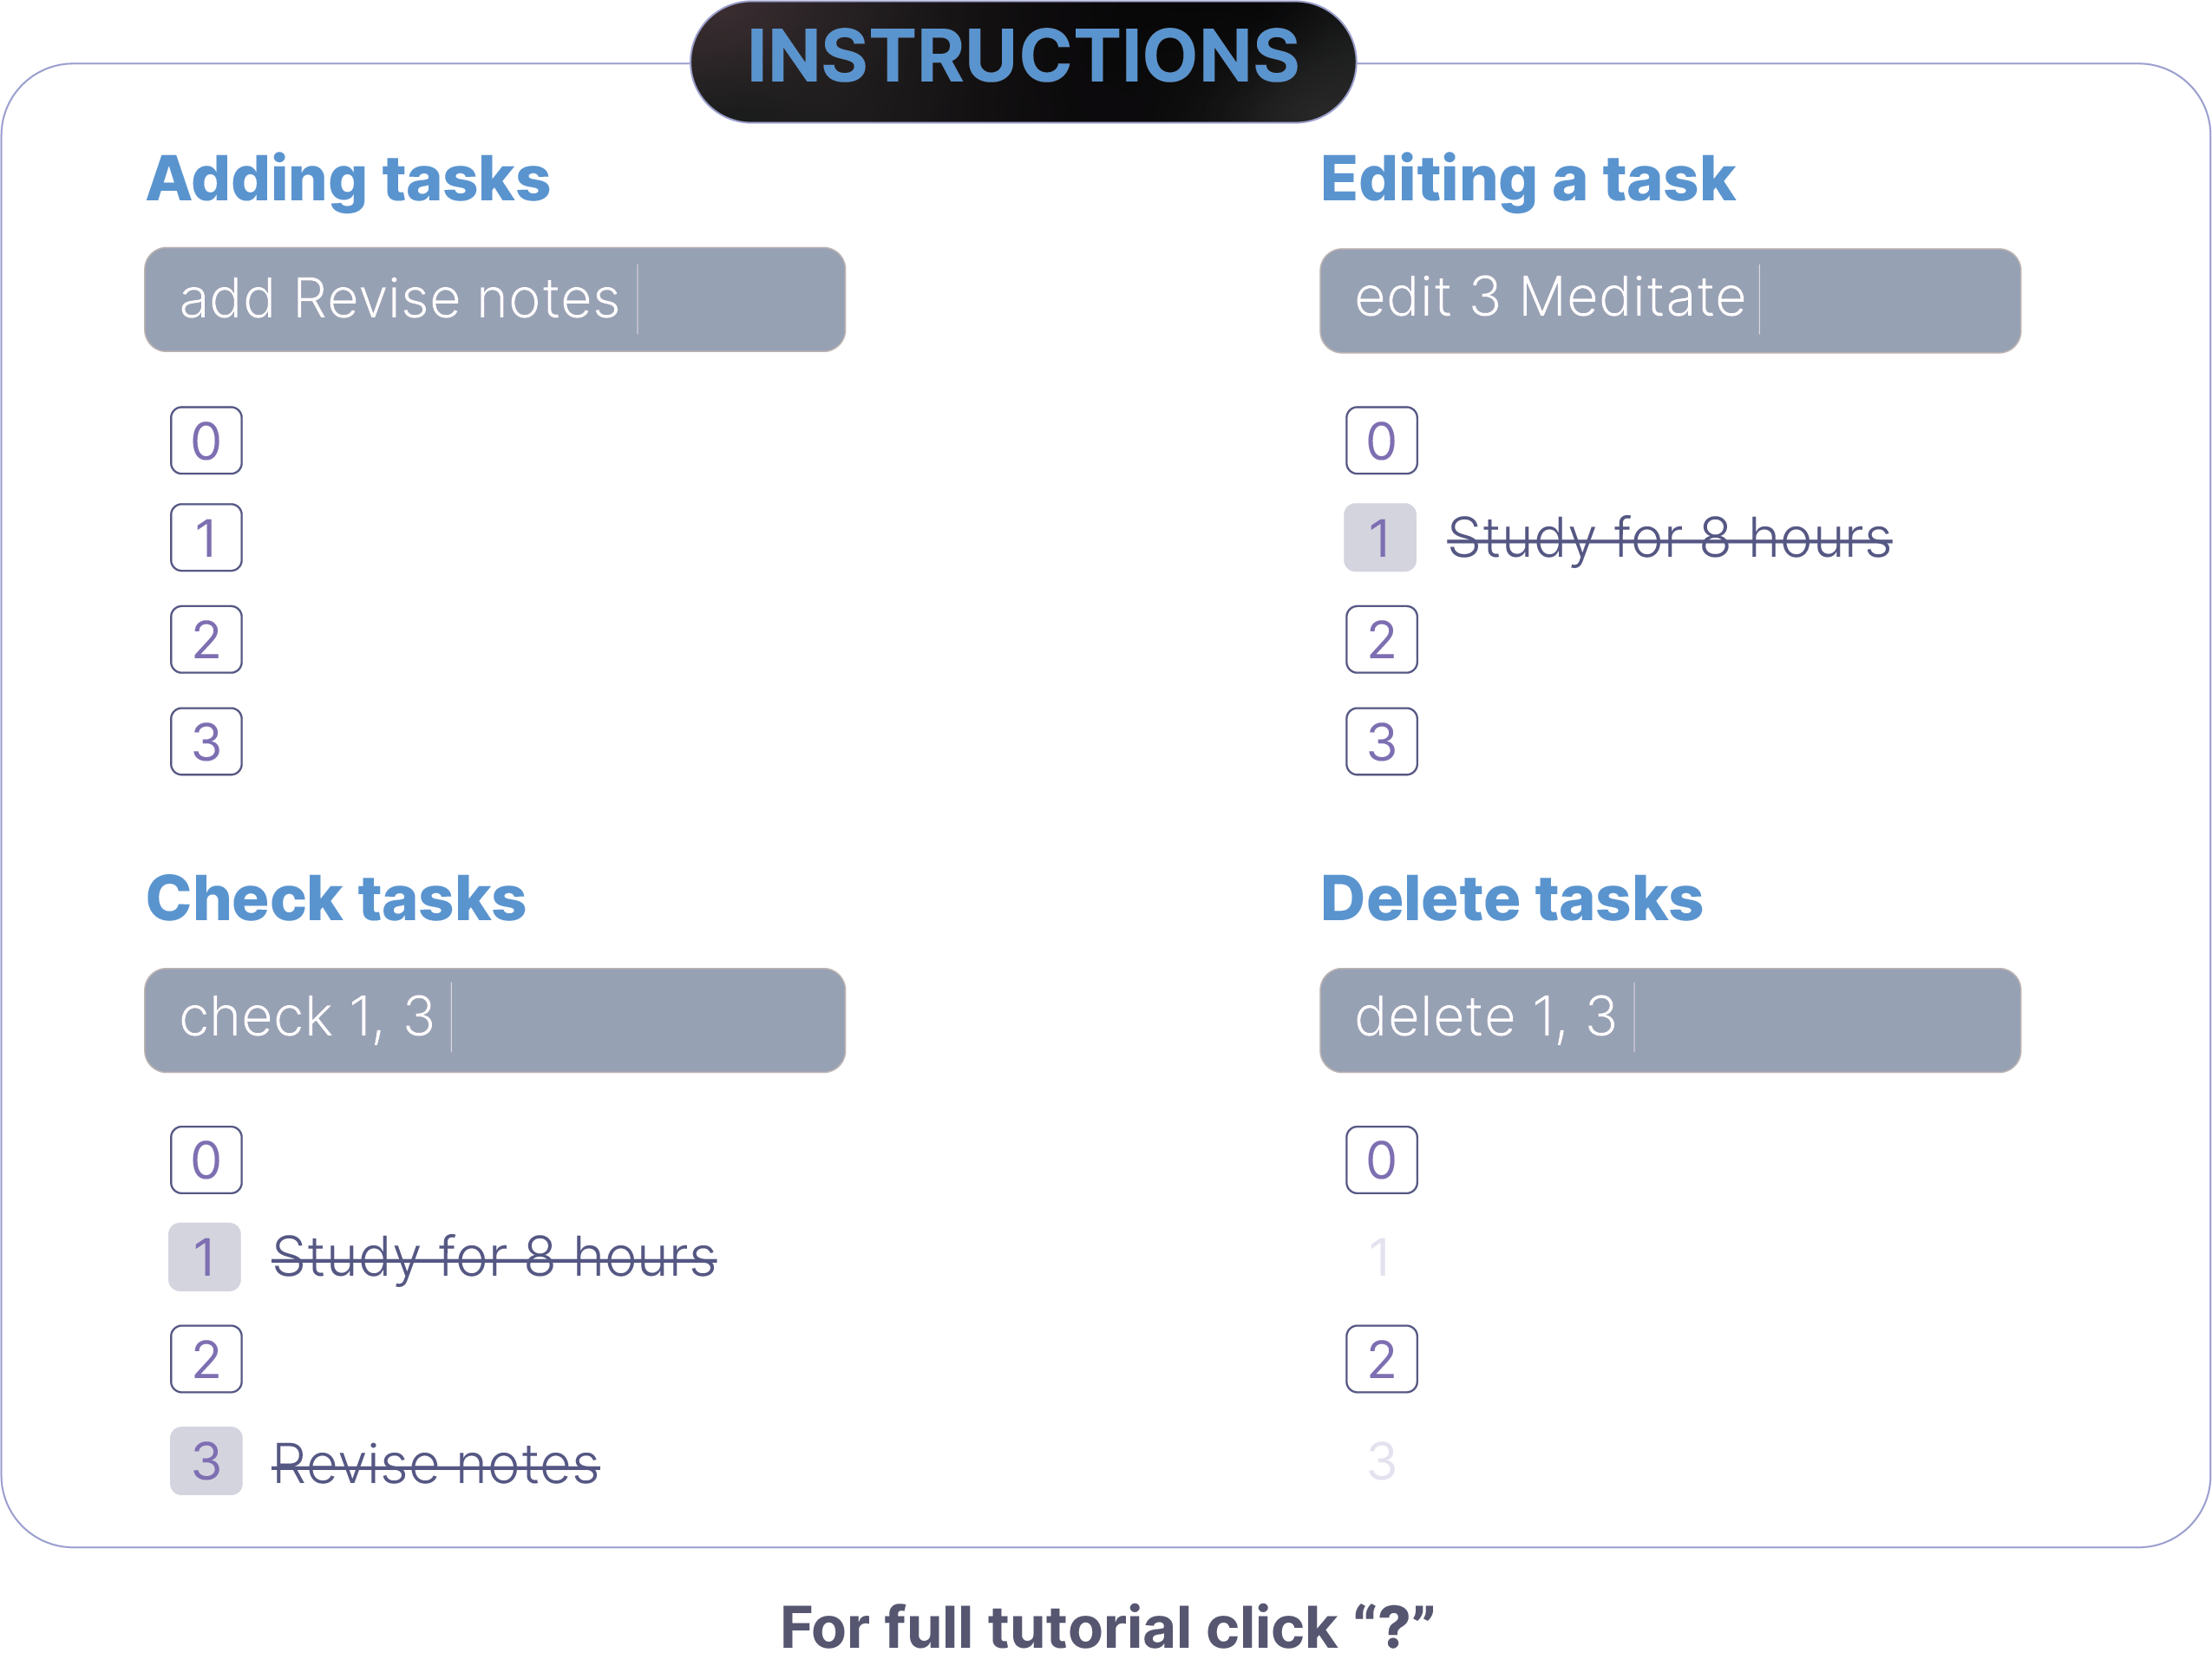 INSTRUCTIONS
Adding tasks
add Revise notes
0
1
2
3
Editing a task
edit 3 Meditate
0
1 Study for 8 hours
2
3
Check tasks
check 1, 3
0
1 Study for 8 hours
2
3 Revise notes
Delete tasks
delete 1, 3
0
1
2
3
For full tutorial click “?”